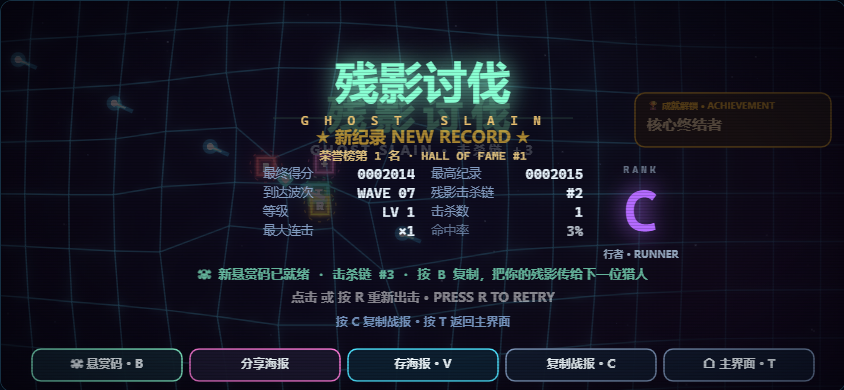 残影讨伐
GHOST SLAIN
★ 新纪录 NEW RECORD ★
荣誉榜第 1 名 · HALL OF FAME #1
成就解锁 • ACHIEVEMENT
核心终结者
最终得分 0002014 最高纪录 0002015
到达波次 WAVE 07 残影击杀链 #2
等级 LV 1 击杀数 1
最大连击 ×1 命中率 3%
RANK
C
行者 • RUNNER
新悬赏码已就绪 · 击杀链 #3 · 按 B 复制，把你的残影传给下一位猎人
点击 或 按 R 重新出击 • PRESS R TO RETRY
按 C 复制战报 • 按 T 返回主界面
悬赏码 • B
分享海报
存海报 • V
复制战报 • C
主界面 • T